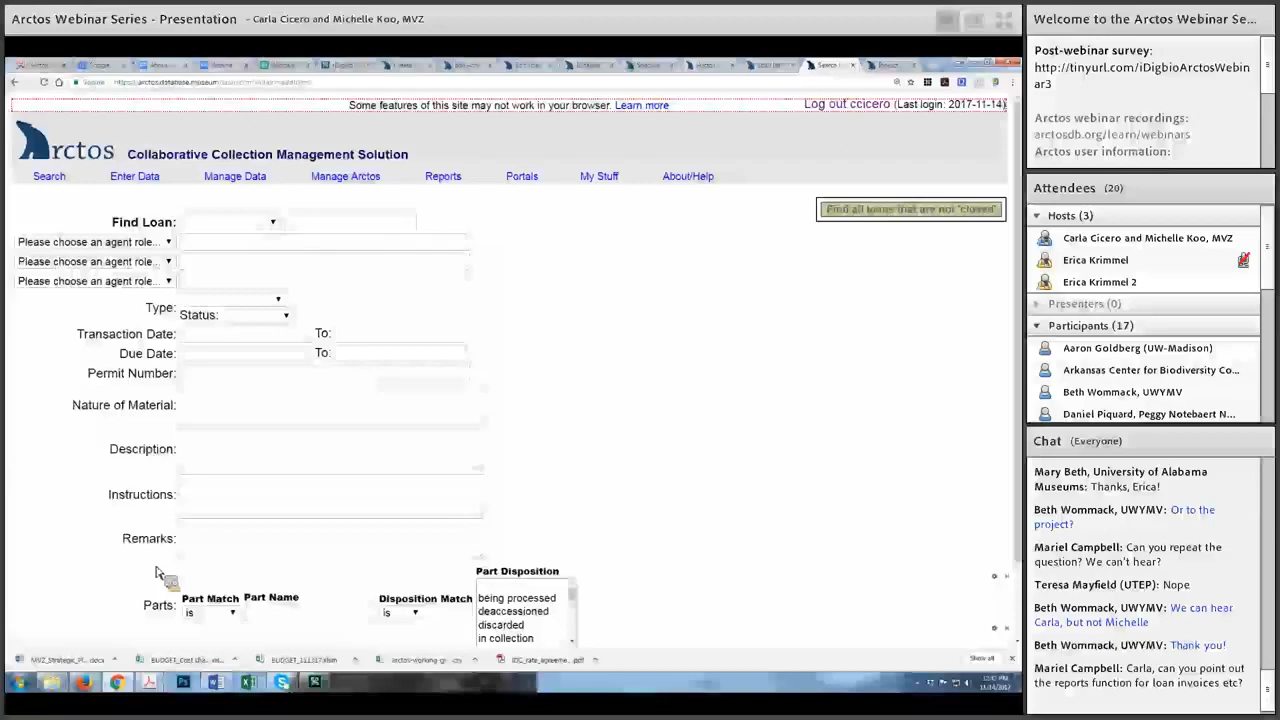 Arctos Webinar Series - Presentation - Carla Cicero and Michelle Koo, MVZ
Some features of this site may not work in your browser. Learn more
Log out ccicero (Last login: 2017-11-14)
Arctos Collaborative Collection Management Solution
Search Enter Data Manage Data Manage Arctos Reports Portals My Stuff About/Help
Find Loan:
Find all loans that are not 'closed'
Please choose an agent role...
Please choose an agent role...
Please choose an agent role...
Type:
Status:
Transaction Date: To:
Due Date: To:
Permit Number:
Nature of Material:
Description:
Instructions:
Remarks:
Part Disposition
being processed
deaccessioned
discarded
in collection
Parts: Part Match Part Name Disposition Match
is is
Show all
Welcome to the Arctos Webinar Se...
Post-webinar survey:
http://tinyurl.com/iDigbioArctosWebin
ar3
Arctos webinar recordings:
arctosdb.org/learn/webinars
Arctos user information:
Attendees (20)
Hosts (3)
Carla Cicero and Michelle Koo, MVZ
Erica Krimmel
Erica Krimmel 2
Presenters (0)
Participants (17)
Aaron Goldberg (UW-Madison)
Arkansas Center for Biodiversity Co...
Beth Wommack, UWYMV
Daniel Piquard, Peggy Notebaert N...
Chat (Everyone)
Mary Beth, University of Alabama
Museums: Thanks, Erica!
Beth Wommack, UWYMV: Or to the
project?
Mariel Campbell: Can you repeat the
question? We can't hear?
Teresa Mayfield (UTEP): Nope
Beth Wommack, UWYMV: We can hear
Carla, but not Michelle
Beth Wommack, UWYMV: Thank you!
Mariel Campbell: Carla, can you point out
the reports function for loan invoices etc?